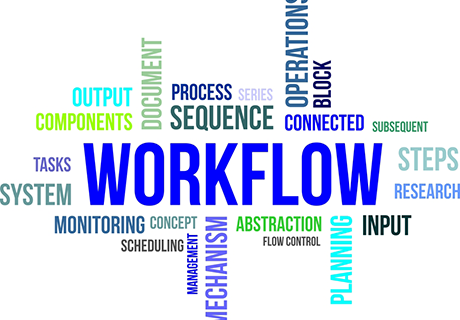 OPERATIONS
DOCUMENT
BLOCK
PROCESS
SERIES
OUTPUT
COMPONENTS
SEQUENCE
CONNECTED
SUBSEQUENT
TASKS
WORKFLOW
STEPS
SYSTEM
RESEARCH
MONITORING
CONCEPT
ABSTRACTION
INPUT
SCHEDULING
MANAGEMENT
MECHANISM
FLOW CONTROL
PLANNING